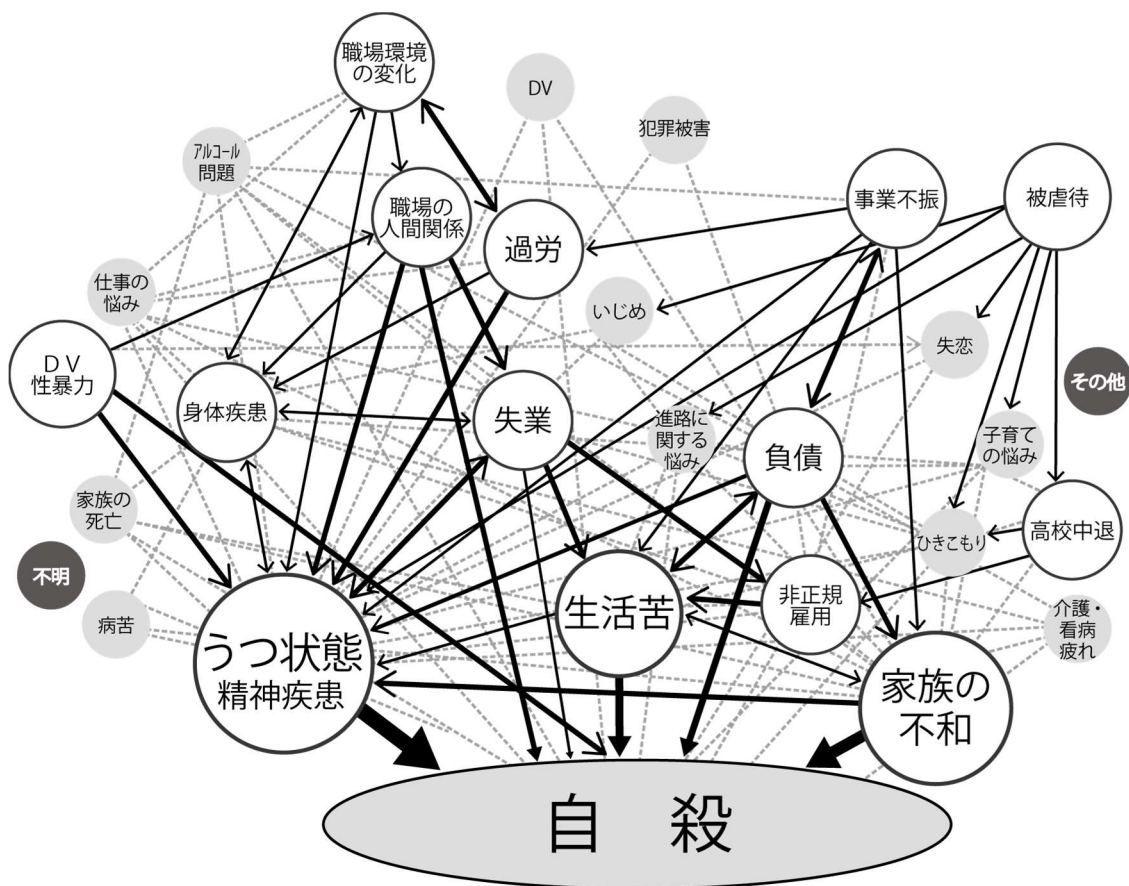 職場環境
の変化
DV
犯罪被害
アルコール
問題
職場の
人間関係
過労
事業不振
被虐待
仕事の
悩み
いじめ
失恋
ＤＶ
性暴力
その他
身体疾患
失業
進路に
関する
悩み
負債
子育て
の悩み
家族の
死亡
高校中退
ひきこもり
不明
病苦
うつ状態
精神疾患
生活苦
非正規
雇用
介護・
看病
疲れ
家族の
不和
自　殺